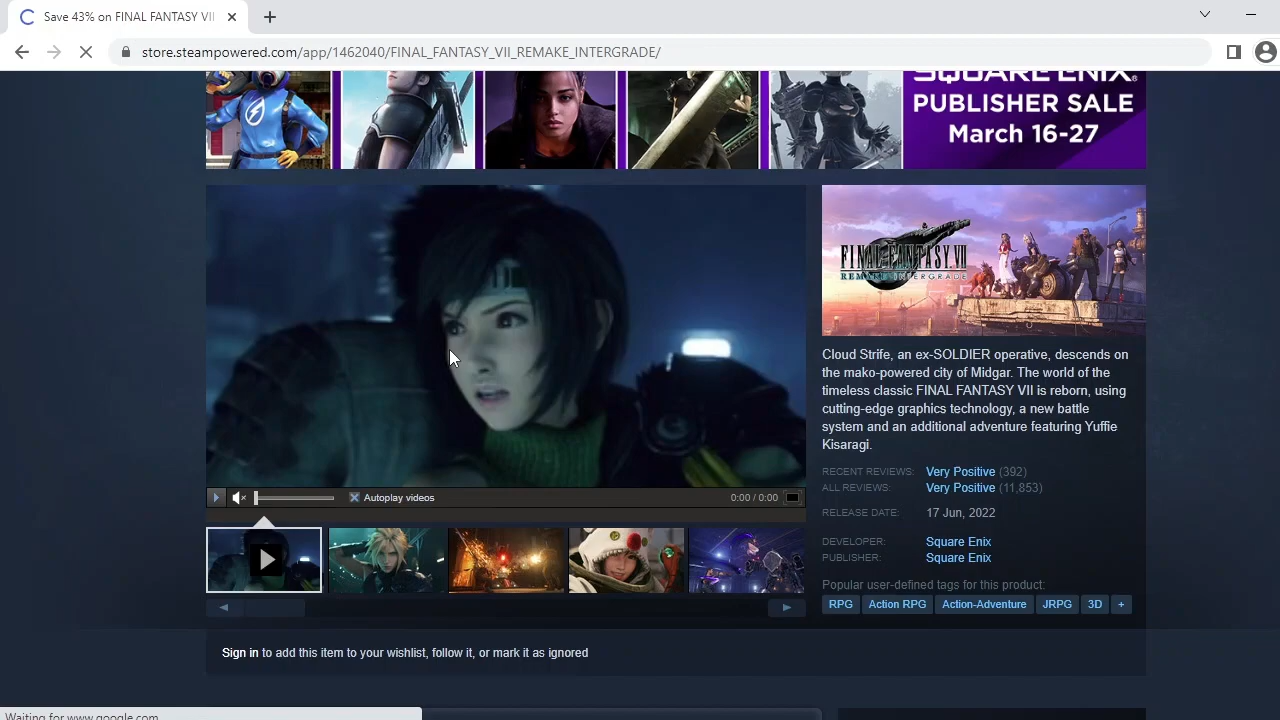 Save 43% on FINAL FANTASY VII
store.steampowered.com/app/1462040/FINAL_FANTASY_VII_REMAKE_INTERGRADE/
SQUARE ENIX
PUBLISHER SALE
March 16-27
FINAL FANTASY VII
REMAKE INTERGRADE
Cloud Strife, an ex-SOLDIER operative, descends on
the mako-powered city of Midgar. The world of the
timeless classic FINAL FANTASY VII is reborn, using
cutting-edge graphics technology, a new battle
system and an additional adventure featuring Yuffie
Kisaragi.
RECENT REVIEWS: Very Positive (392)
ALL REVIEWS: Very Positive (11,853)
RELEASE DATE: 17 Jun, 2022
DEVELOPER: Square Enix
PUBLISHER: Square Enix
Popular user-defined tags for this product:
RPG Action RPG Action-Adventure JRPG 3D +
Autoplay videos 0:00 / 0:00
Sign in to add this item to your wishlist, follow it, or mark it as ignored
Waiting for www.google.com